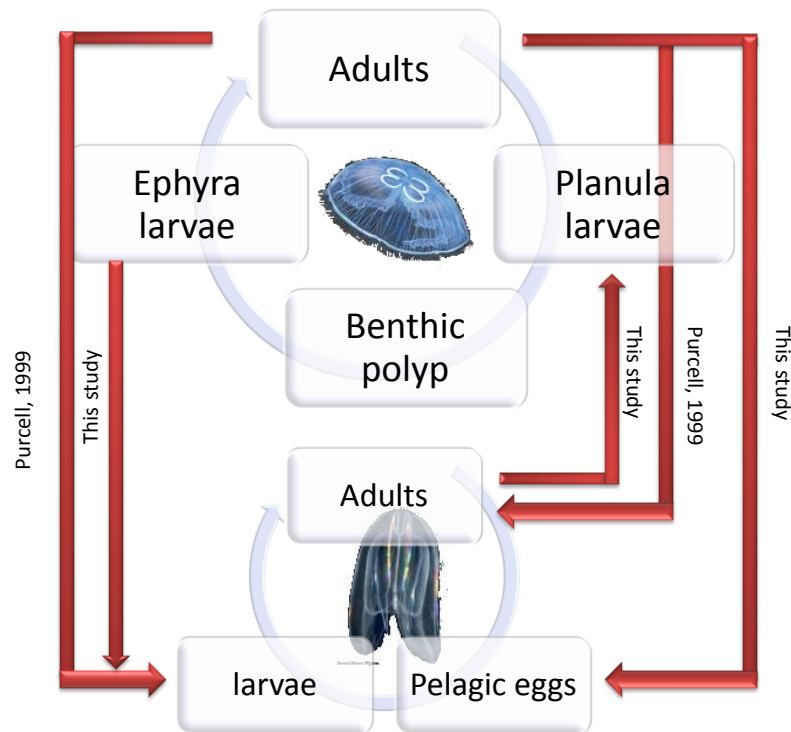 Adults
Ephyra
larvae
Planula
larvae
Benthic
polyp
Purcell, 1999
This study
This study
Purcell, 1999
This study
Adults
larvae
Pelagic eggs